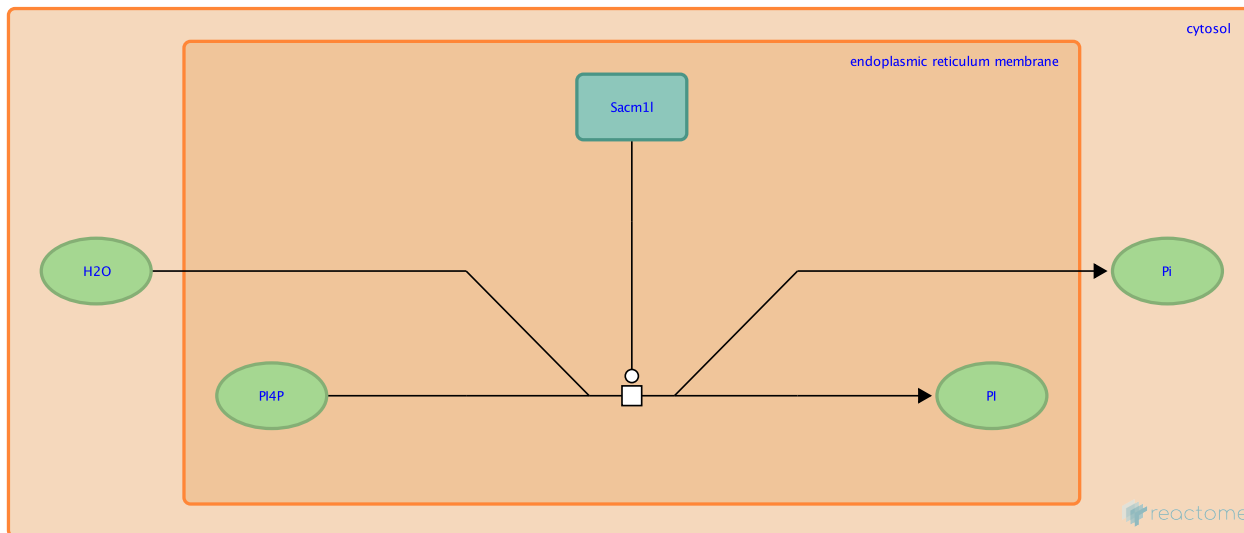 cytosol
endoplasmic reticulum membrane
Sacm1l
H2O
Pi
PI4P
PI
reactome